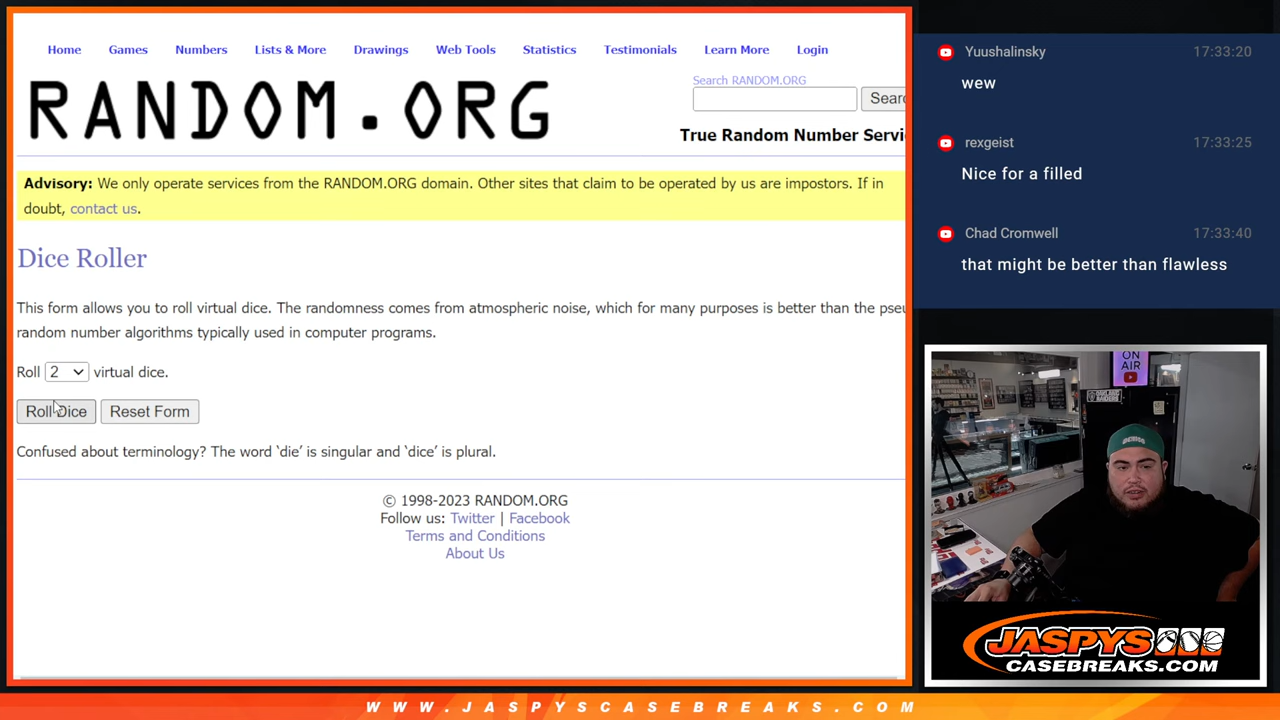 Home Games Numbers Lists & More Drawings Web Tools Statistics Testimonials Learn More Login
RANDOM.ORG
Search RANDOM.ORG
Searc
True Random Number Servi
Advisory: We only operate services from the RANDOM.ORG domain. Other sites that claim to be operated by us are impostors. If in
doubt, contact us.
Dice Roller
This form allows you to roll virtual dice. The randomness comes from atmospheric noise, which for many purposes is better than the pseu
random number algorithms typically used in computer programs.
Roll 2 virtual dice.
Roll Dice Reset Form
Confused about terminology? The word ‘die’ is singular and ‘dice’ is plural.
© 1998-2023 RANDOM.ORG
Follow us: Twitter | Facebook
Terms and Conditions
About Us
Yuushalinsky 17:33:20
wew
rexgeist 17:33:25
Nice for a filled
Chad Cromwell 17:33:40
that might be better than flawless
ON
AIR
JASPYS
CASEBREAKS.COM
WWW.JASPYSCASEBREAKS.COM